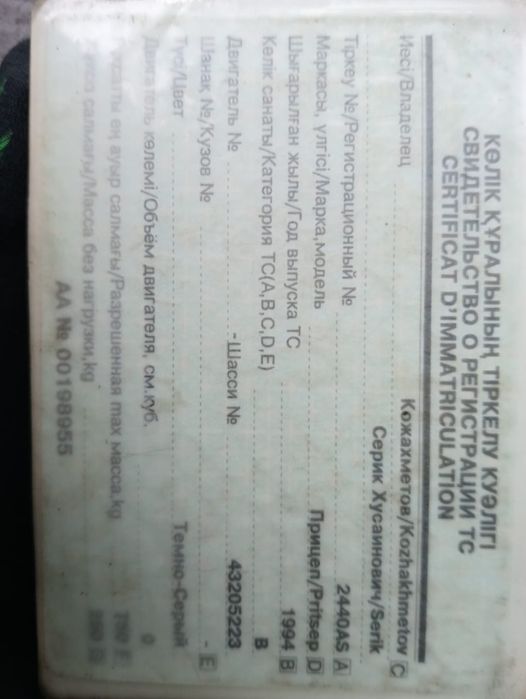 КӨЛІК ҚҰРАЛЫНЫҢ ТІРКЕЛУ КУӘЛІГІ
СВИДЕТЕЛЬСТВО О РЕГИСТРАЦИИ ТС
CERTIFICAT D'IMMATRICULATION
Иесі/Владелец Кожахметов/Kozhakhmetov C
Серик Хусаинович/Serik
Тіркеу №/Регистрационный № 2440AS A
Маркасы, үлгісі/Марка,модель Прицеп/Pritsep D
Шығарылған жылы/Год выпуска ТС 1994 B
Көлік санаты/Категория ТС(A,B,C,D,E) B
Двигатель № - Шасси № 43205223
Шанақ №/Кузов № - E
Түсі/Цвет Темно-Серый
Двигатель көлемі/Объём двигателя, см.куб. 0
ең ауыр салмағы/Разрешенная max масса,kg F
салмағы/Масса без нагрузки,kg G
AA № 00198955